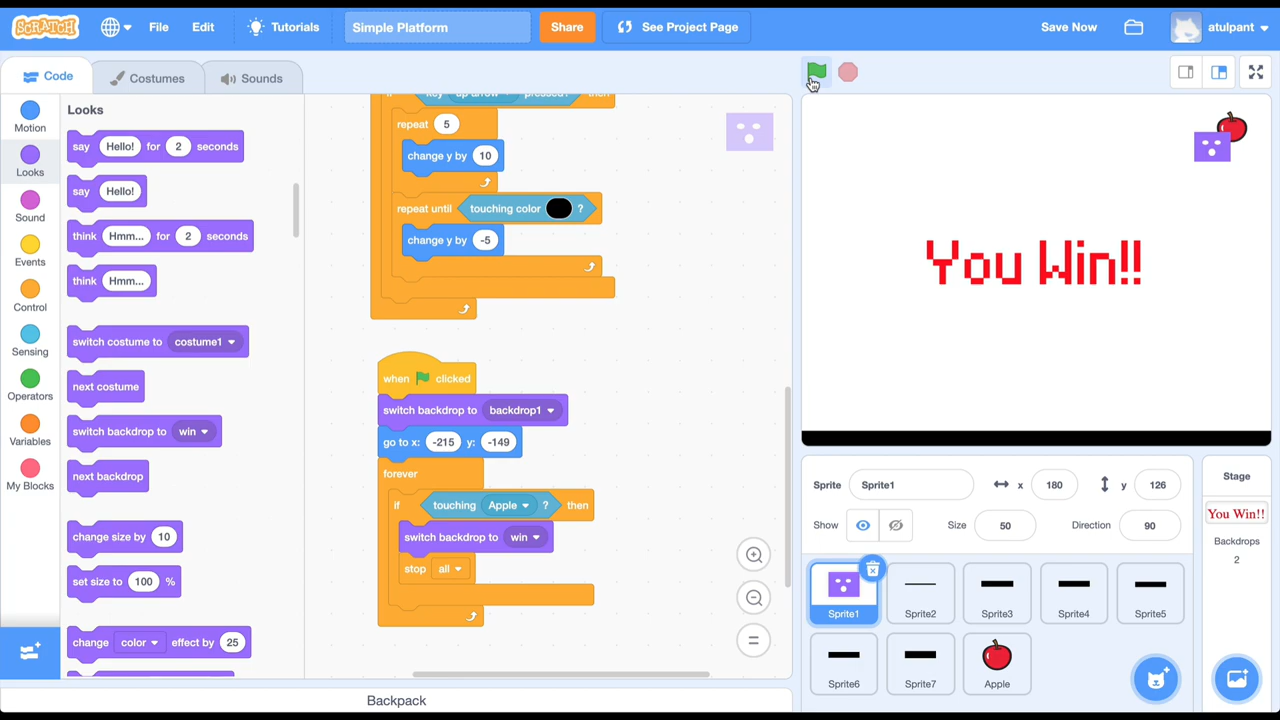 SCRATCH File Edit Tutorials Simple Platform Share See Project Page Save Now atulpant
Code Costumes Sounds
Motion
Looks
Sound
Events
Control
Sensing
Operators
Variables
My Blocks
Looks
say Hello! for 2 seconds
say Hello!
think Hmm... for 2 seconds
think Hmm...
switch costume to costume1
next costume
switch backdrop to win
next backdrop
change size by 10
set size to 100 %
change color effect by 25
if key up arrow pressed? then
repeat 5
change y by 10
repeat until touching color ?
change y by -5
when clicked
switch backdrop to backdrop1
go to x: -215 y: -149
forever
if touching Apple ? then
switch backdrop to win
stop all
Backpack
You Win!!
Sprite Sprite1 x 180 y 126
Show Size 50 Direction 90
Sprite1 Sprite2 Sprite3 Sprite4 Sprite5
Sprite6 Sprite7 Apple
Stage
You Win!!
Backdrops
2